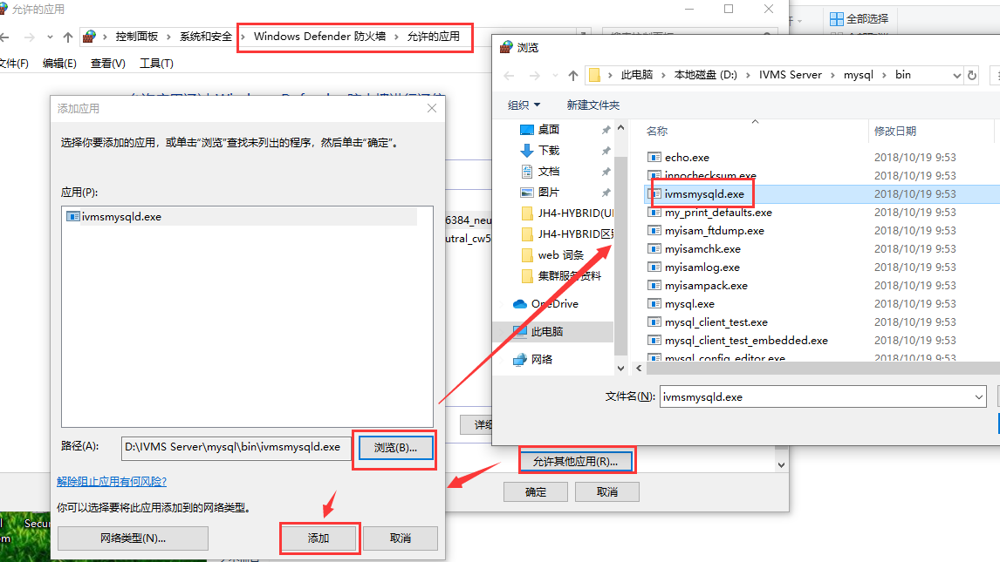 允许的应用
控制面板 › 系统和安全 › Windows Defender 防火墙 › 允许的应用
文件(F) 编辑(E) 查看(V) 工具(T)
全部选择
添加应用
选择你要添加的应用，或单击“浏览”查找未列出的程序，然后单击“确定”。
应用(P):
ivmsmysqld.exe
路径(A):
D:\IVMS Server\mysql\bin\ivmsmysqld.exe
浏览(B)...
解除阻止应用有何风险?
你可以选择要将此应用添加到的网络类型。
网络类型(N)...
添加
取消
6384_neu
utral_cw5
详细
允许其他应用(R)...
确定
取消
浏览
此电脑 › 本地磁盘 (D:) › IVMS Server › mysql › bin
组织
新建文件夹
桌面
下载
文档
图片
JH4-HYBRID(UI
JH4-HYBRID区别
web 词条
集群服务资料
OneDrive
此电脑
网络
名称 修改日期
echo.exe 2018/10/19 9:53
innochecksum.exe 2018/10/19 9:53
ivmsmysqld.exe 2018/10/19 9:53
my_print_defaults.exe 2018/10/19 9:53
myisam_ftdump.exe 2018/10/19 9:53
myisamchk.exe 2018/10/19 9:53
myisamlog.exe 2018/10/19 9:53
myisampack.exe 2018/10/19 9:53
mysql.exe 2018/10/19 9:53
mysql_client_test.exe 2018/10/19 9:53
mysql_client_test_embedded.exe 2018/10/19 9:53
mysql_config_editor.exe 2018/10/19 9:53
文件名(N): ivmsmysqld.exe
Secur